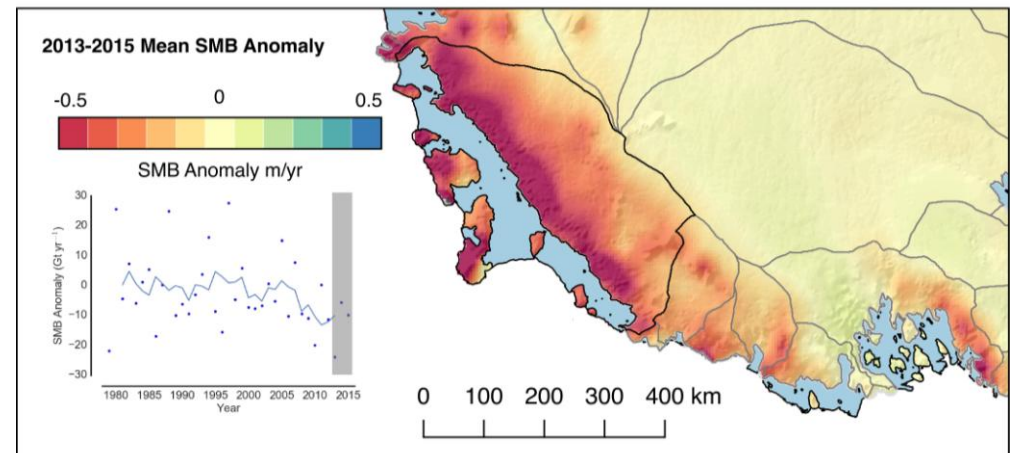 2013-2015 Mean SMB Anomaly
-0.5 0 0.5
SMB Anomaly m/yr
SMB Anomaly (Gt yr⁻¹)
30
20
10
0
−10
−20
−30
1980 1985 1990 1995 2000 2005 2010 2015
Year
0 100 200 300 400 km